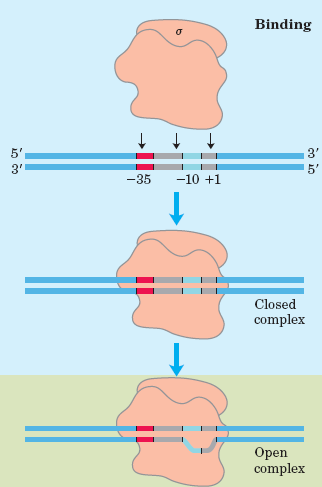 σ
Binding
5′ 3′
3′ 5′
−35 −10 +1
Closed
complex
Open
complex